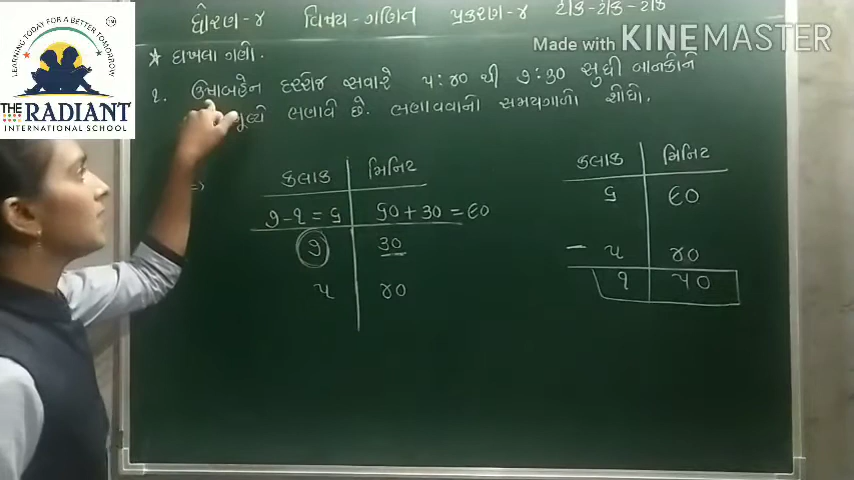 LEARNING TODAY FOR A BETTER TOMORROW
THE RADIANT
INTERNATIONAL SCHOOL
Made with KINEMASTER
ધોરણ-૪ વિષય-ગણિત પ્રકરણ-૪ ટીક-ટીક-ટીક
★ દાખલા ગણો.
૧. ઉષાબહેન દરરોજ સવારે ૫:૪૦ થી ૭:૩૦ સુધી જાનકીને
ભણાવે છે. ભણાવવાનો સમયગાળો શોધો.
કલાક મિનિટ
૭-૧ = ૬ ૬૦+૩૦ = ૯૦
૭ ૩૦
૫ ૪૦
કલાક મિનિટ
૬ ૯૦
- ૫ ૪૦
૧ ૫૦